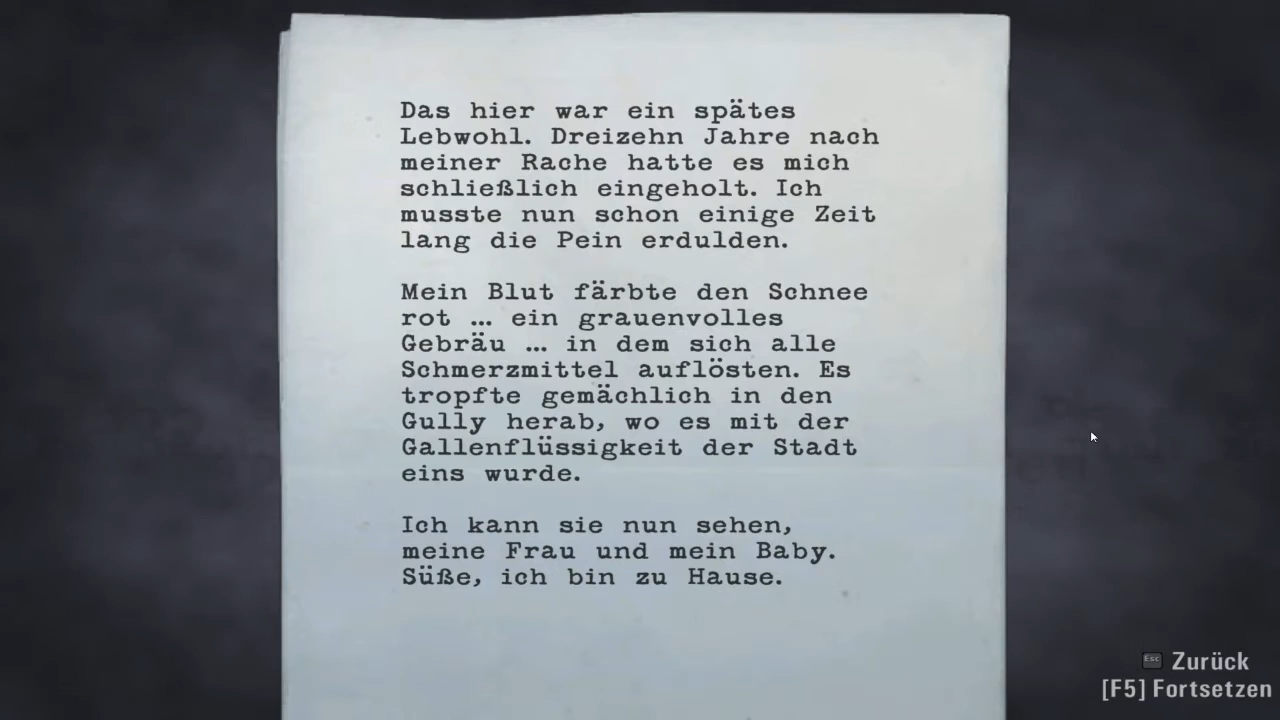 Das hier war ein spätes
Lebwohl. Dreizehn Jahre nach
meiner Rache hatte es mich
schließlich eingeholt. Ich
musste nun schon einige Zeit
lang die Pein erdulden.
Mein Blut färbte den Schnee
rot … ein grauenvolles
Gebräu … in dem sich alle
Schmerzmittel auflösten. Es
tropfte gemächlich in den
Gully herab, wo es mit der
Gallenflüssigkeit der Stadt
eins wurde.
Ich kann sie nun sehen,
meine Frau und mein Baby.
Süße, ich bin zu Hause.
Esc Zurück
[F5] Fortsetzen